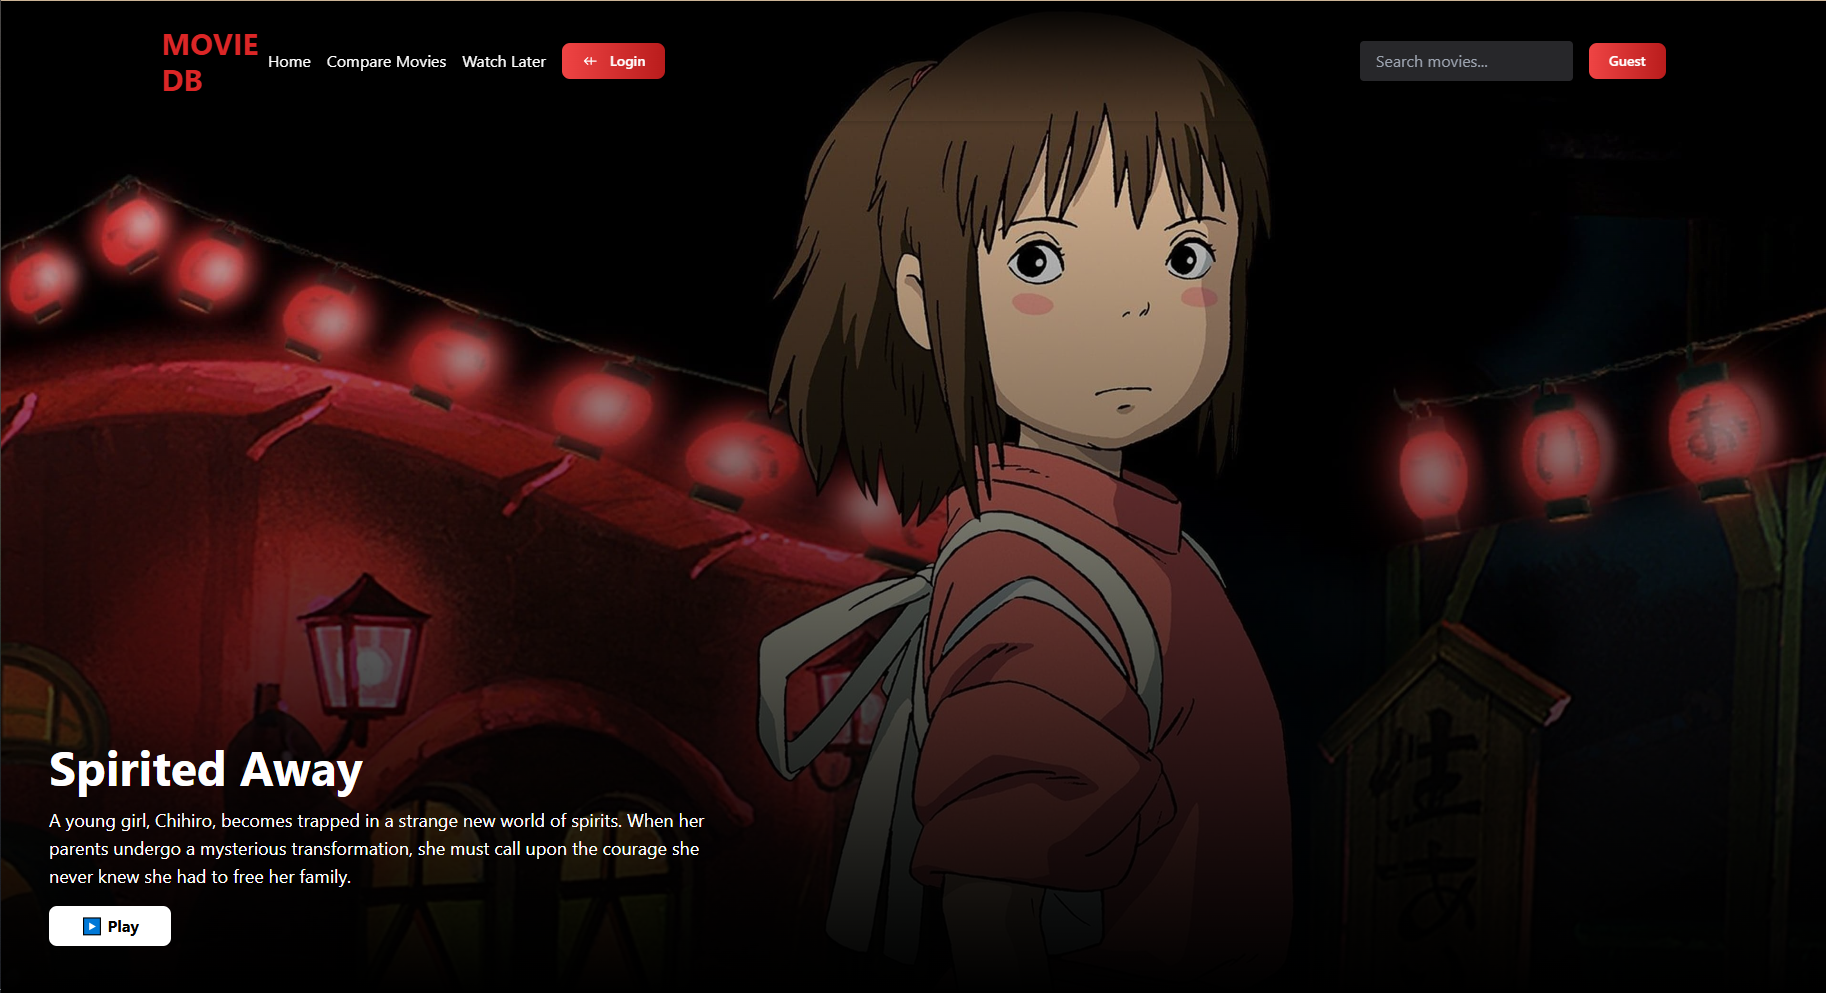 MOVIE
DB
Home Compare Movies Watch Later Login
Search movies...
Guest
あ
Spirited Away
A young girl, Chihiro, becomes trapped in a strange new world of spirits. When her
parents undergo a mysterious transformation, she must call upon the courage she
never knew she had to free her family.
Play